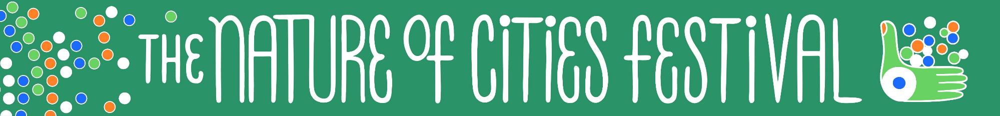 THE NATURE of CiTiES fESTiVAL